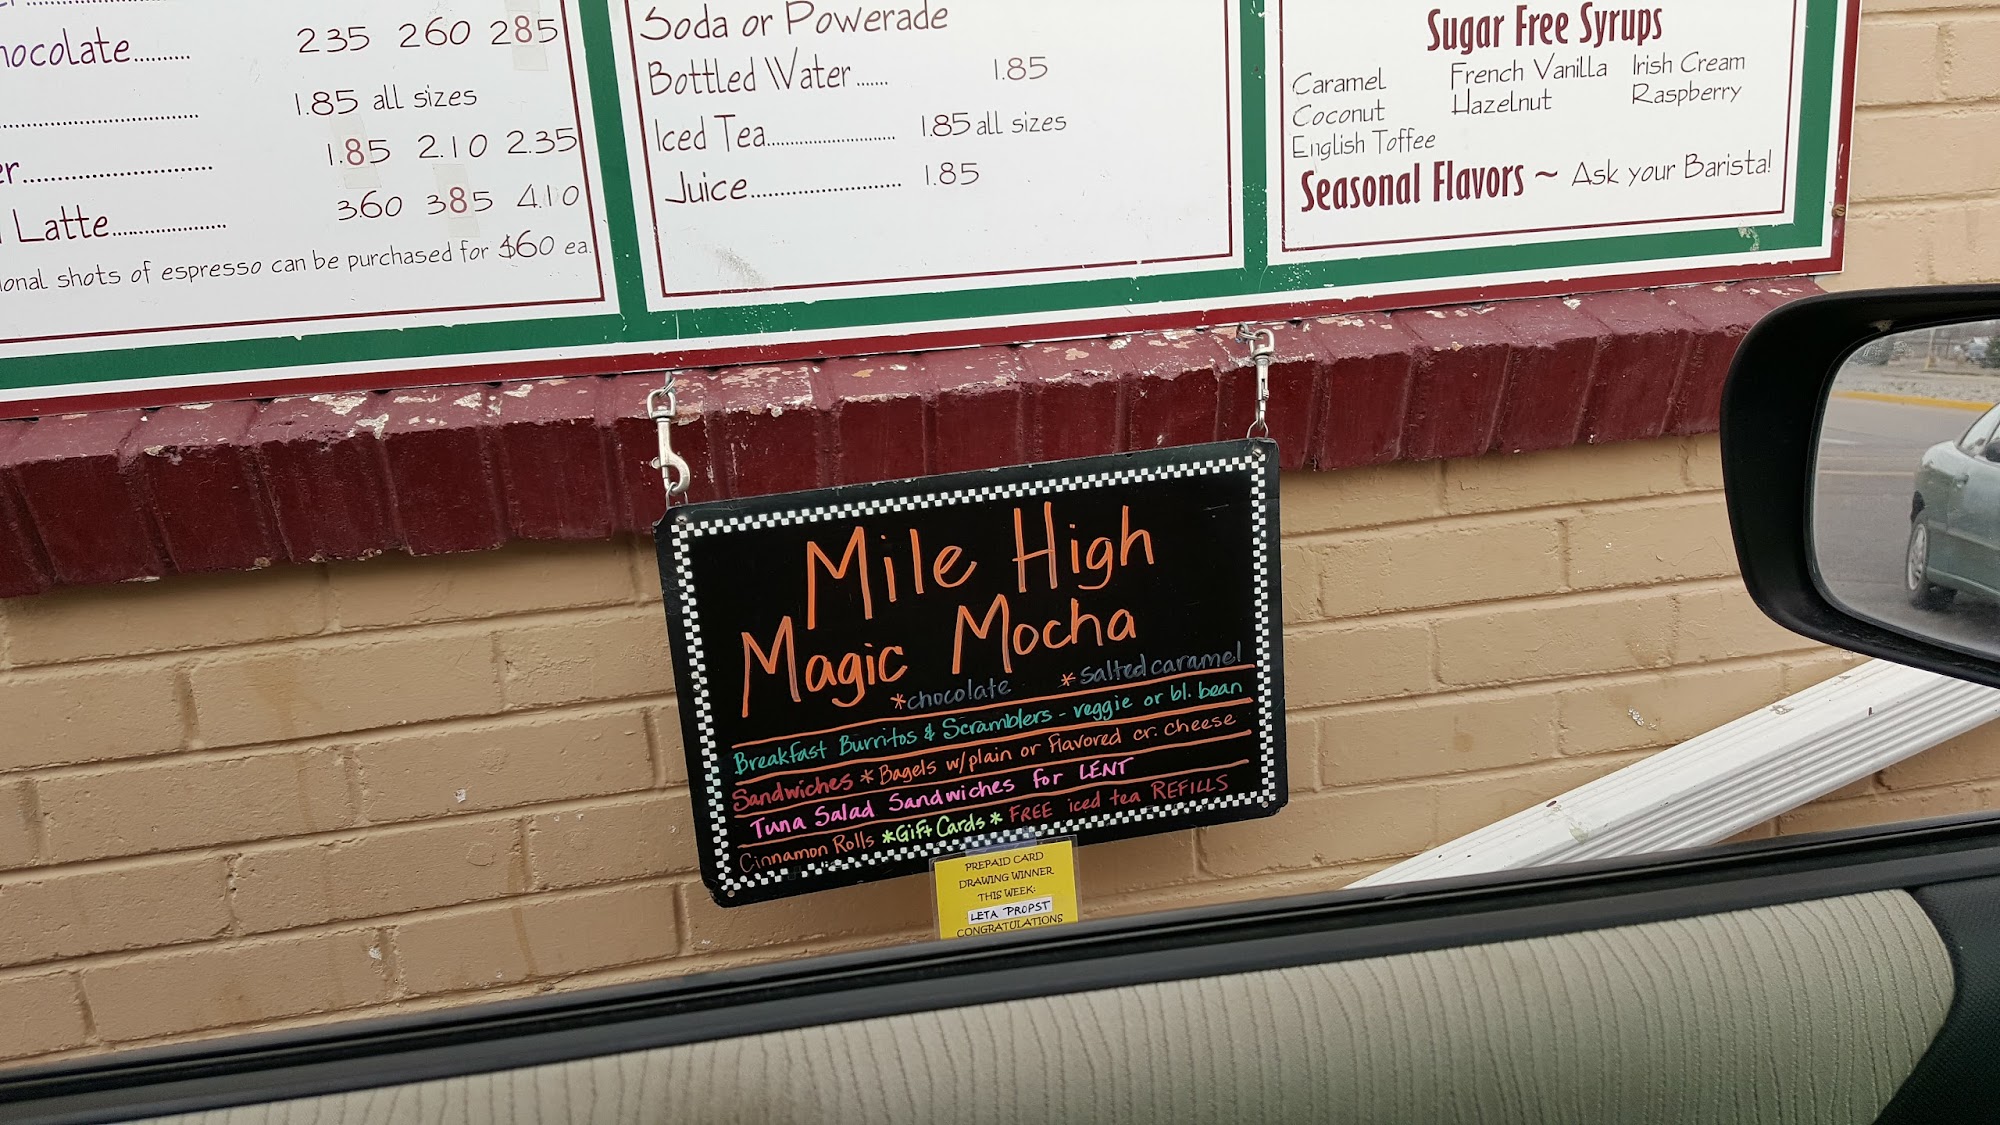 235 260 285
1.85 all sizes
1.85 2.10 2.35
Latte 3.60 385 4.10
shots of espresso can be purchased for $60 ea.
Soda or Powerade
Bottled Water....... 1.85
Iced Tea............................ 1.85 all sizes
Juice............................ 1.85
Sugar Free Syrups
Caramel French Vanilla Irish Cream
Coconut Hazelnut Raspberry
English Toffee
Seasonal Flavors ~ Ask your Barista!
Mile High
Magic Mocha
*chocolate *salted caramel
Breakfast Burritos & Scramblers - veggie or bl. bean
Sandwiches * Bagels w/plain or flavored cr. cheese
Tuna Salad Sandwiches for LENT
Cinnamon Rolls *Gift Cards* FREE iced tea REFILLS
PREPAID CARD
DRAWING WINNER
THIS WEEK:
LETA PROPST
CONGRATULATIONS